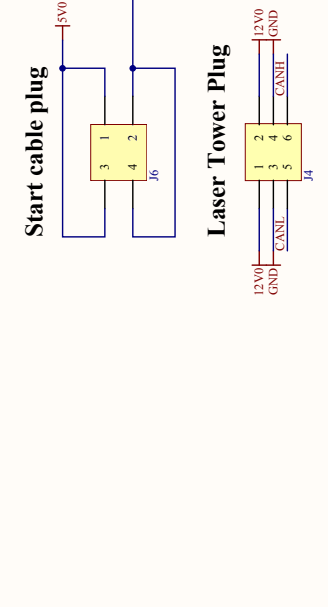 Start cable plug
5V0
3 1
4 2
J6
Laser Tower Plug
12V0 12V0
GND GND
CANL CANH
1 2
3 4
5 6
J4